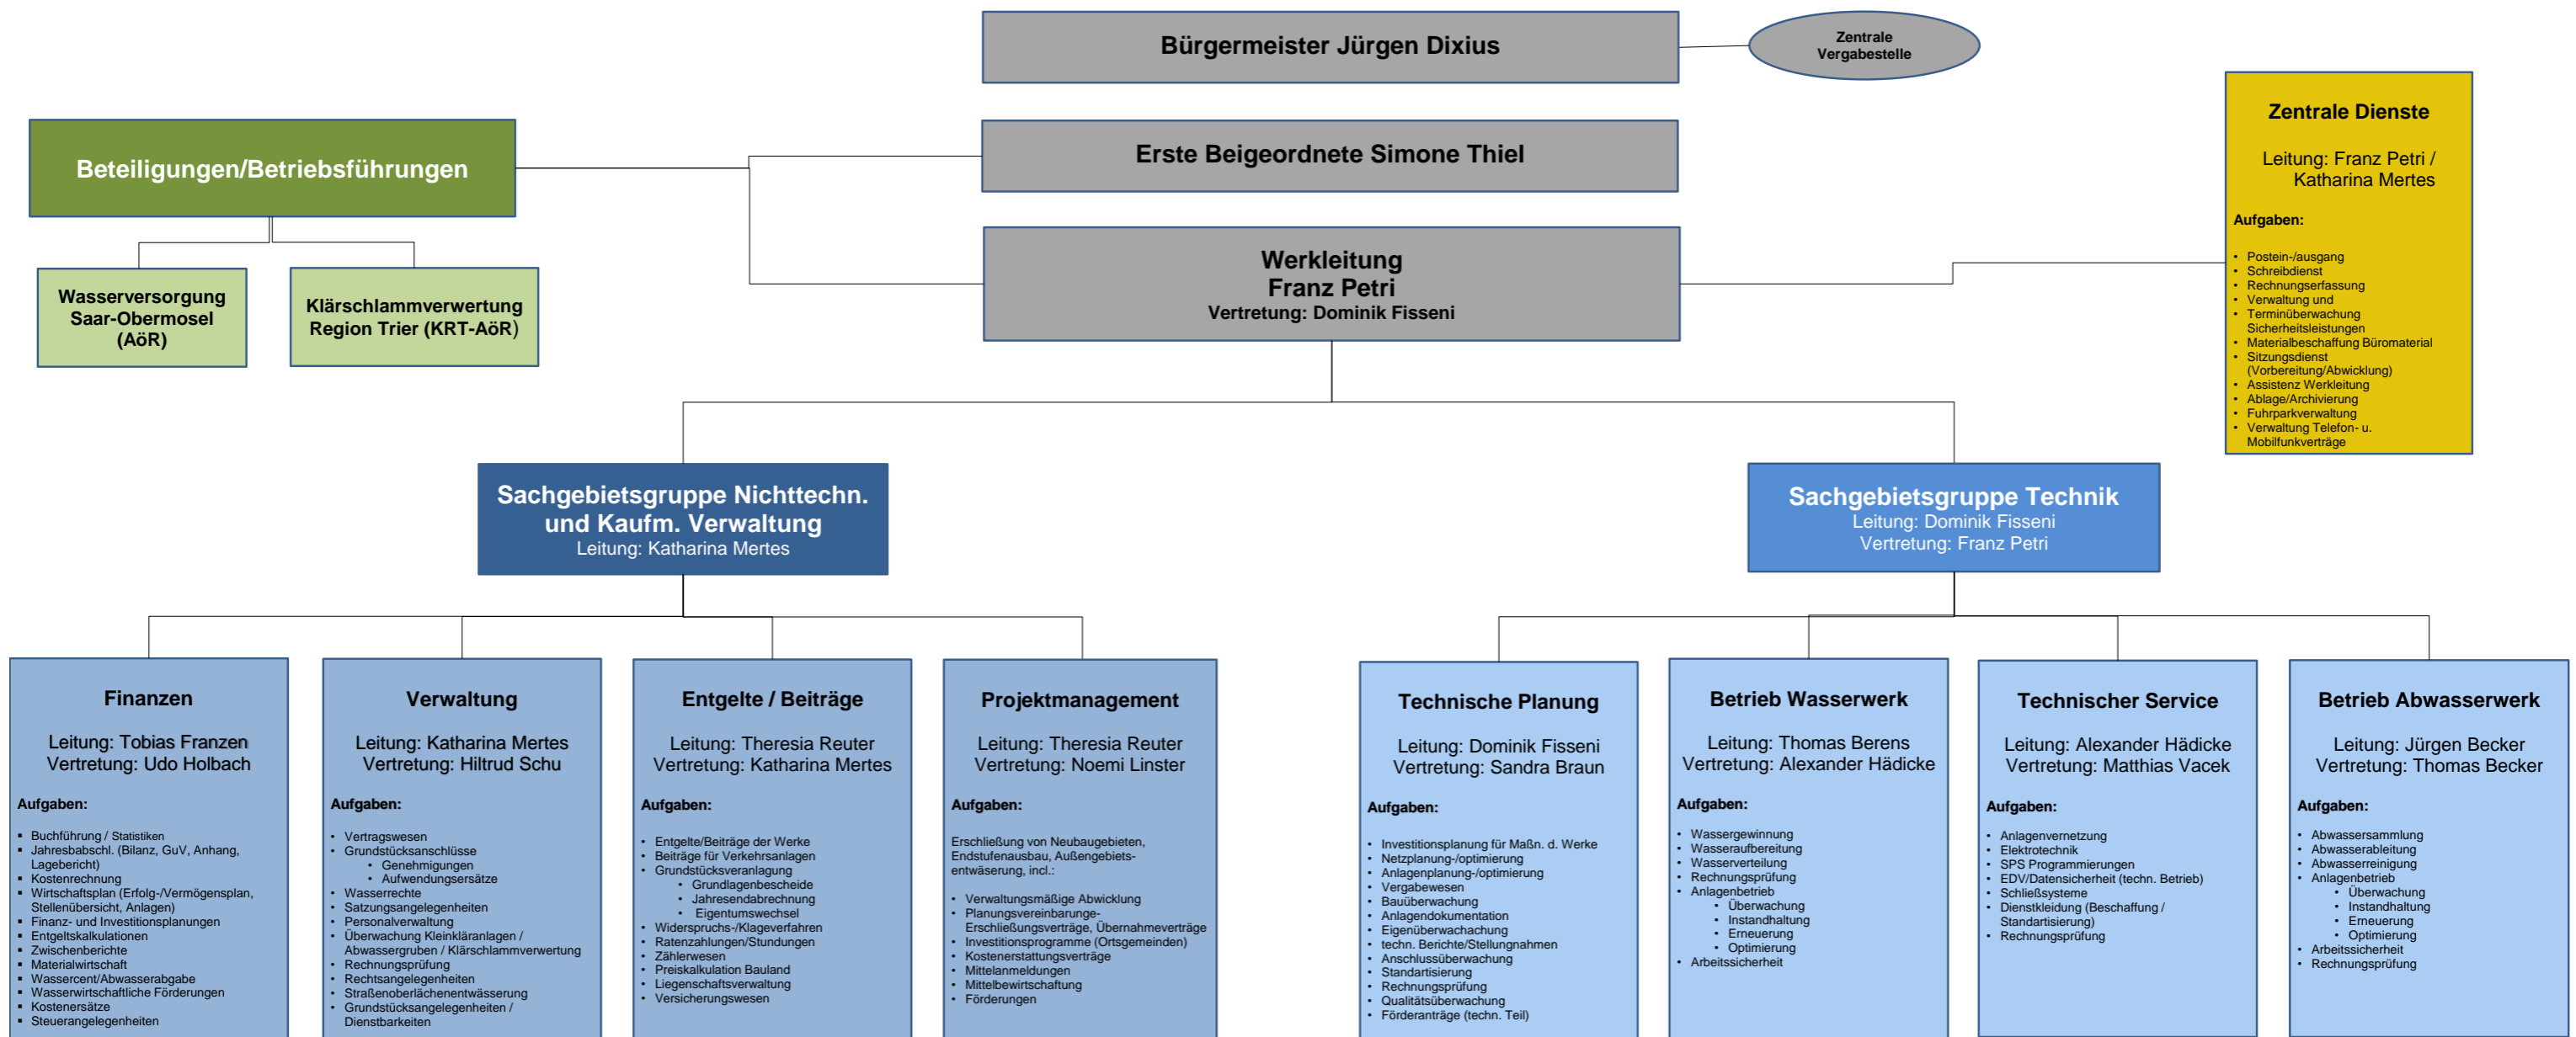 Bürgermeister Jürgen Dixius
Zentrale
Vergabestelle
Beteiligungen/Betriebsführungen
Erste Beigeordnete Simone Thiel
Werkleitung
Franz Petri
Vertretung: Dominik Fisseni
Wasserversorgung
Saar-Obermosel
(AöR)
Klärschlammverwertung
Region Trier (KRT-AöR)
Zentrale Dienste
Leitung: Franz Petri /
Katharina Mertes
Aufgaben:
• Postein-/ausgang
• Schreibdienst
• Rechnungserfassung
• Verwaltung und
• Terminüberwachung
Sicherheitsleistungen
• Materialbeschaffung Büromaterial
• Sitzungsdienst
(Vorbereitung/Abwicklung)
• Assistenz Werkleitung
• Ablage/Archivierung
• Fuhrparkverwaltung
• Verwaltung Telefon- u.
Mobilfunkverträge
Sachgebietsgruppe Nichttechn.
und Kaufm. Verwaltung
Leitung: Katharina Mertes
Sachgebietsgruppe Technik
Leitung: Dominik Fisseni
Vertretung: Franz Petri
Finanzen
Leitung: Tobias Franzen
Vertretung: Udo Holbach
Aufgaben:
▪ Buchführung / Statistiken
▪ Jahresbabschl. (Bilanz, GuV, Anhang,
Lagebericht)
▪ Kostenrechnung
▪ Wirtschaftsplan (Erfolg-/Vermögensplan,
Stellenübersicht, Anlagen)
▪ Finanz- und Investitionsplanungen
▪ Entgeltskalkulationen
▪ Zwischenberichte
▪ Materialwirtschaft
▪ Wassercent/Abwasserabgabe
▪ Wasserwirtschaftliche Förderungen
▪ Kostenersätze
▪ Steuerangelegenheiten
Verwaltung
Leitung: Katharina Mertes
Vertretung: Hiltrud Schu
Aufgaben:
• Vertragswesen
• Grundstücksanschlüsse
• Genehmigungen
• Aufwendungsersätze
• Wasserrechte
• Satzungsangelegenheiten
• Personalverwaltung
• Überwachung Kleinkläranlagen /
Abwassergruben / Klärschlammverwertung
• Rechnungsprüfung
• Rechtsangelegenheiten
• Straßenoberlächenentwässerung
• Grundstücksangelegenheiten /
Dienstbarkeiten
Entgelte / Beiträge
Leitung: Theresia Reuter
Vertretung: Katharina Mertes
Aufgaben:
• Entgelte/Beiträge der Werke
• Beiträge für Verkehrsanlagen
• Grundstücksveranlagung
• Grundlagenbescheide
• Jahresendabrechnung
• Eigentumswechsel
• Widerspruchs-/Klageverfahren
• Ratenzahlungen/Stundungen
• Zählerwesen
• Preiskalkulation Bauland
• Liegenschaftsverwaltung
• Versicherungswesen
Projektmanagement
Leitung: Theresia Reuter
Vertretung: Noemi Linster
Aufgaben:
Erschließung von Neubaugebieten,
Endstufenausbau, Außengebiets-
entwäserung, incl.:
• Verwaltungsmäßige Abwicklung
• Planungsvereinbarunge-
Erschließungsverträge, Übernahmeverträge
• Investitionsprogramme (Ortsgemeinden)
• Kostenerstattungsverträge
• Mittelanmeldungen
• Mittelbewirtschaftung
• Förderungen
Technische Planung
Leitung: Dominik Fisseni
Vertretung: Sandra Braun
Aufgaben:
• Investitionsplanung für Maßn. d. Werke
• Netzplanung-/optimierung
• Anlagenplanung-/optimierung
• Vergabewesen
• Bauüberwachung
• Anlagendokumentation
• Eigenüberwachachung
• techn. Berichte/Stellungnahmen
• Anschlussüberwachung
• Standartisierung
• Rechnungsprüfung
• Qualitätsüberwachung
• Förderanträge (techn. Teil)
Betrieb Wasserwerk
Leitung: Thomas Berens
Vertretung: Alexander Hädicke
Aufgaben:
• Wassergewinnung
• Wasseraufbereitung
• Wasserverteilung
• Rechnungsprüfung
• Anlagenbetrieb
• Überwachung
• Instandhaltung
• Erneuerung
• Optimierung
• Arbeitssicherheit
Technischer Service
Leitung: Alexander Hädicke
Vertretung: Matthias Vacek
Aufgaben:
• Anlagenvernetzung
• Elektrotechnik
• SPS Programmierungen
• EDV/Datensicherheit (techn. Betrieb)
• Schließsysteme
• Dienstkleidung (Beschaffung /
Standartisierung)
• Rechnungsprüfung
Betrieb Abwasserwerk
Leitung: Jürgen Becker
Vertretung: Thomas Becker
Aufgaben:
• Abwassersammlung
• Abwasserableitung
• Abwasserreinigung
• Anlagenbetrieb
• Überwachung
• Instandhaltung
• Erneuerung
• Optimierung
• Arbeitssicherheit
• Rechnungsprüfung